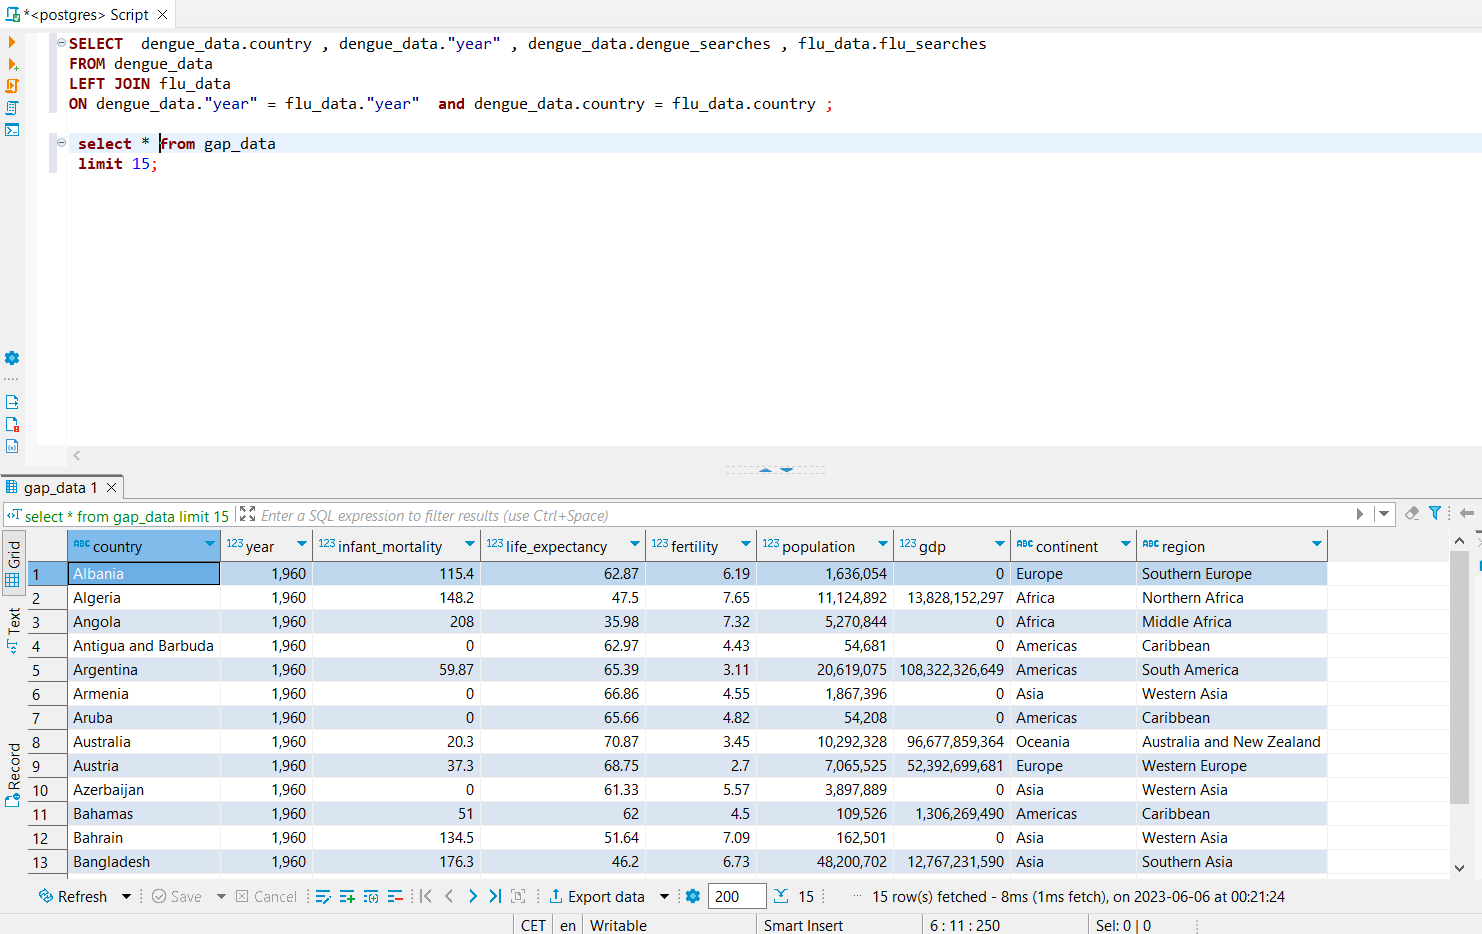 *<postgres> Script
SELECT  dengue_data.country , dengue_data."year" , dengue_data.dengue_searches , flu_data.flu_searches
FROM dengue_data
LEFT JOIN flu_data
ON dengue_data."year" = flu_data."year"  and dengue_data.country = flu_data.country ;
select * from gap_data
limit 15;
gap_data 1
select * from gap_data limit 15 Enter a SQL expression to filter results (use Ctrl+Space)
Grid
Text
Record
ABC country 123 year 123 infant_mortality 123 life_expectancy 123 fertility 123 population 123 gdp ABC continent ABC region
1 Albania 1,960 115.4 62.87 6.19 1,636,054 0 Europe Southern Europe
2 Algeria 1,960 148.2 47.5 7.65 11,124,892 13,828,152,297 Africa Northern Africa
3 Angola 1,960 208 35.98 7.32 5,270,844 0 Africa Middle Africa
4 Antigua and Barbuda 1,960 0 62.97 4.43 54,681 0 Americas Caribbean
5 Argentina 1,960 59.87 65.39 3.11 20,619,075 108,322,326,649 Americas South America
6 Armenia 1,960 0 66.86 4.55 1,867,396 0 Asia Western Asia
7 Aruba 1,960 0 65.66 4.82 54,208 0 Americas Caribbean
8 Australia 1,960 20.3 70.87 3.45 10,292,328 96,677,859,364 Oceania Australia and New Zealand
9 Austria 1,960 37.3 68.75 2.7 7,065,525 52,392,699,681 Europe Western Europe
10 Azerbaijan 1,960 0 61.33 5.57 3,897,889 0 Asia Western Asia
11 Bahamas 1,960 51 62 4.5 109,526 1,306,269,490 Americas Caribbean
12 Bahrain 1,960 134.5 51.64 7.09 162,501 0 Asia Western Asia
13 Bangladesh 1,960 176.3 46.2 6.73 48,200,702 12,767,231,590 Asia Southern Asia
Refresh Save Cancel Export data 200 15 ··· 15 row(s) fetched - 8ms (1ms fetch), on 2023-06-06 at 00:21:24
CET en Writable Smart Insert 6 : 11 : 250 Sel: 0 | 0